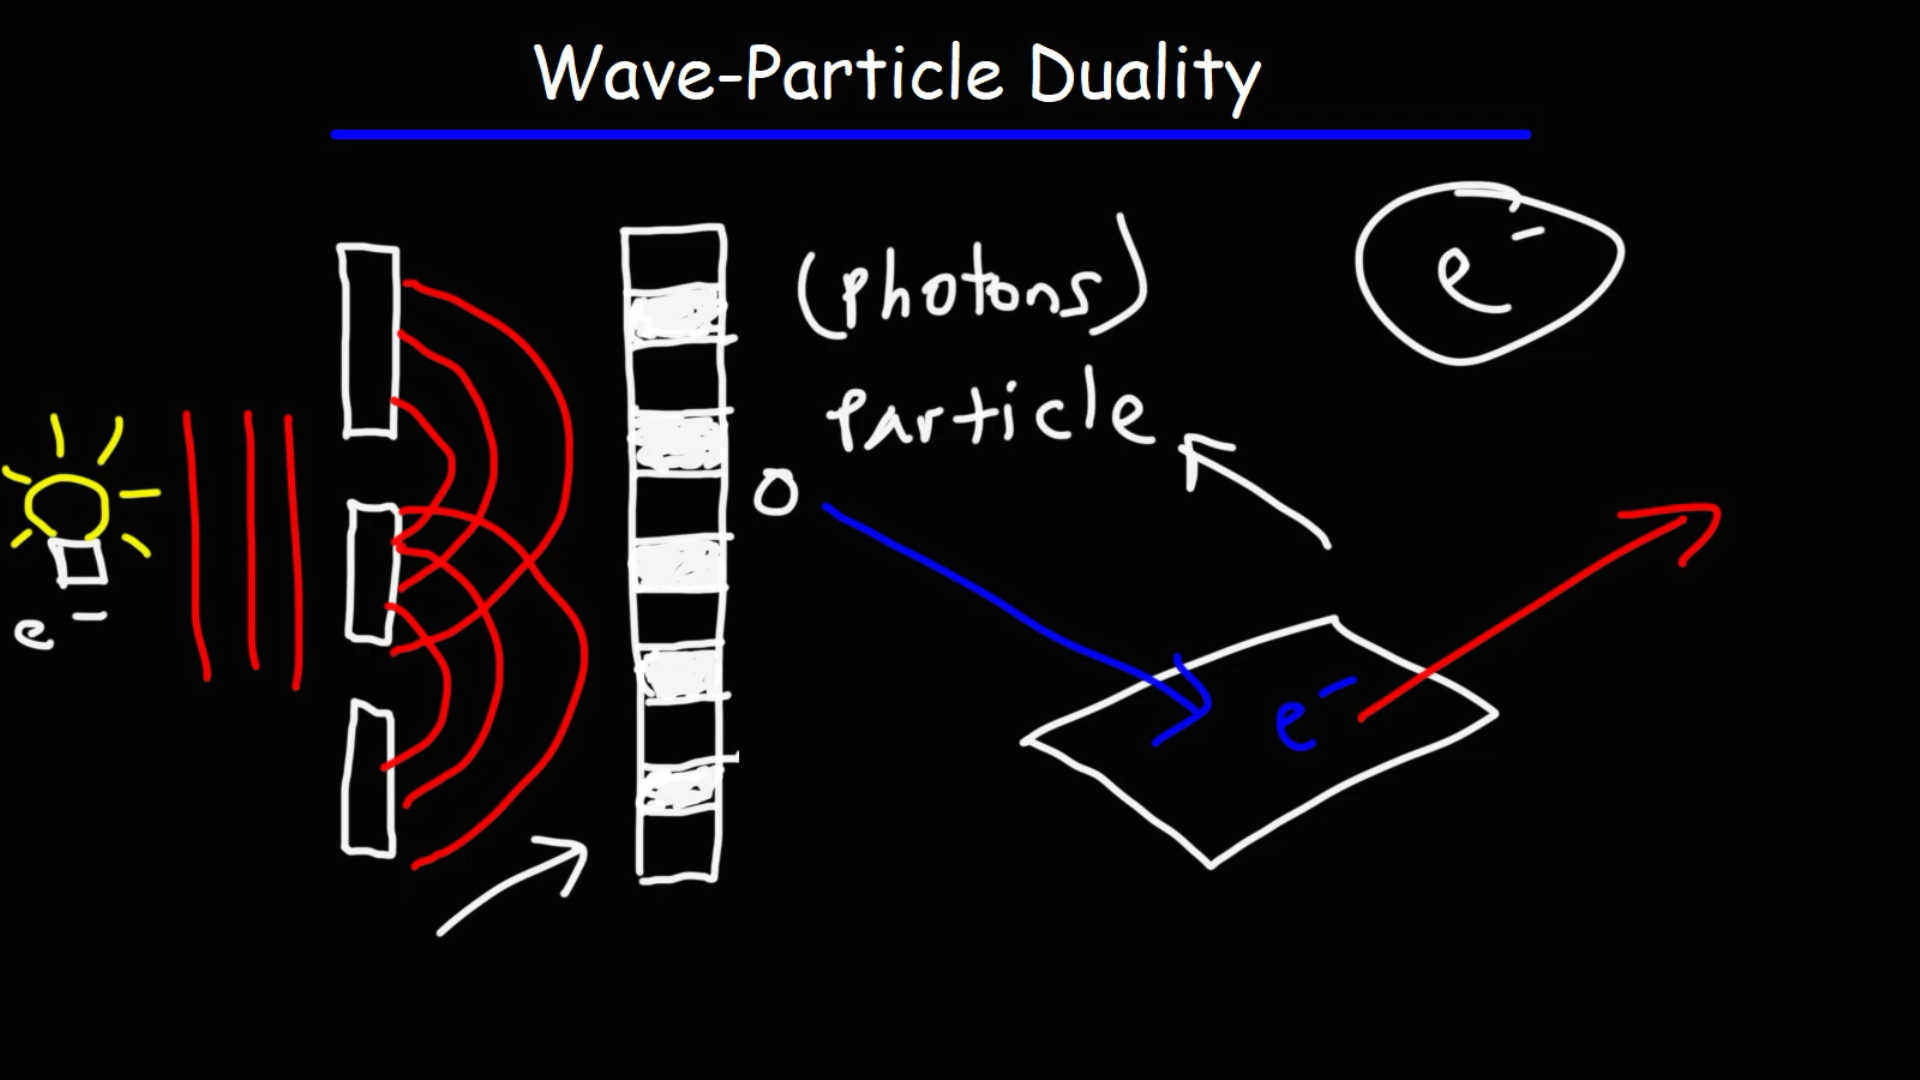 Wave-Particle Duality
(Photons)
e⁻
Particle
O
e⁻
e⁻